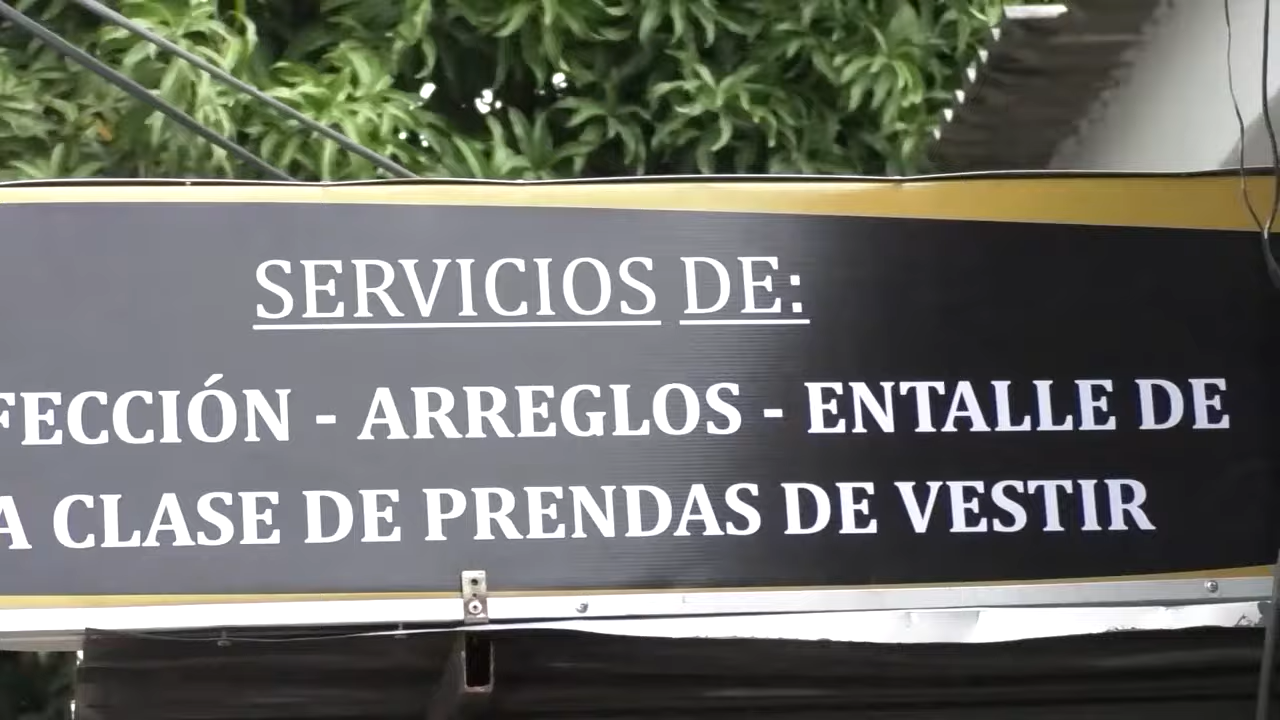 SERVICIOS DE:
FECCIÓN - ARREGLOS - ENTALLE DE
A CLASE DE PRENDAS DE VESTIR